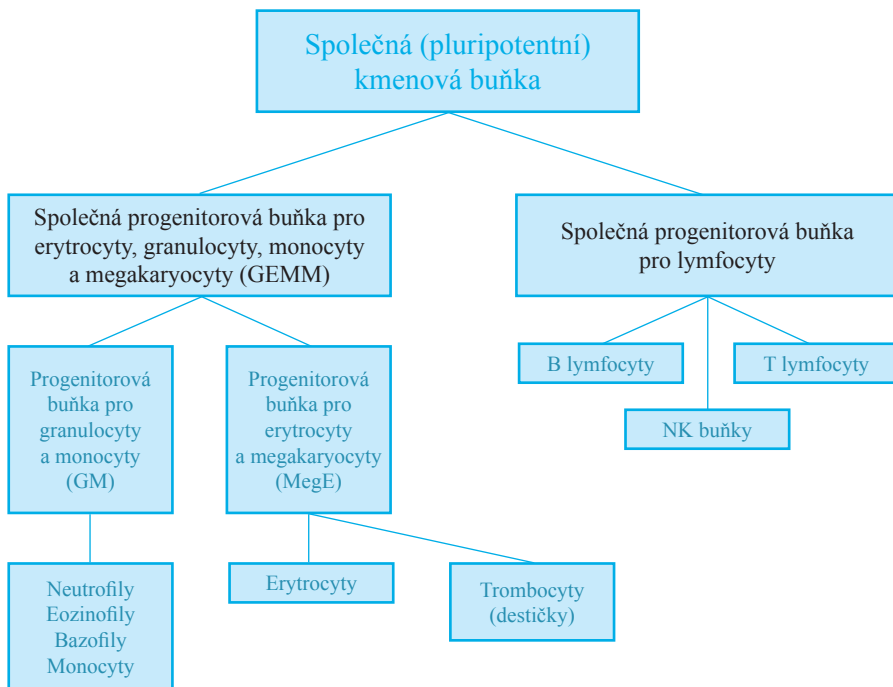 Společná (pluripotentní)
kmenová buňka
Společná progenitorová buňka pro
erytrocyty, granulocyty, monocyty
a megakaryocyty (GEMM)
Společná progenitorová buňka
pro lymfocyty
Progenitorová
buňka pro
granulocyty
a monocyty
(GM)
Progenitorová
buňka pro
erytrocyty
a megakaryocyty
(MegE)
B lymfocyty
T lymfocyty
NK buňky
Neutrofily
Eozinofily
Bazofily
Monocyty
Erytrocyty
Trombocyty
(destičky)